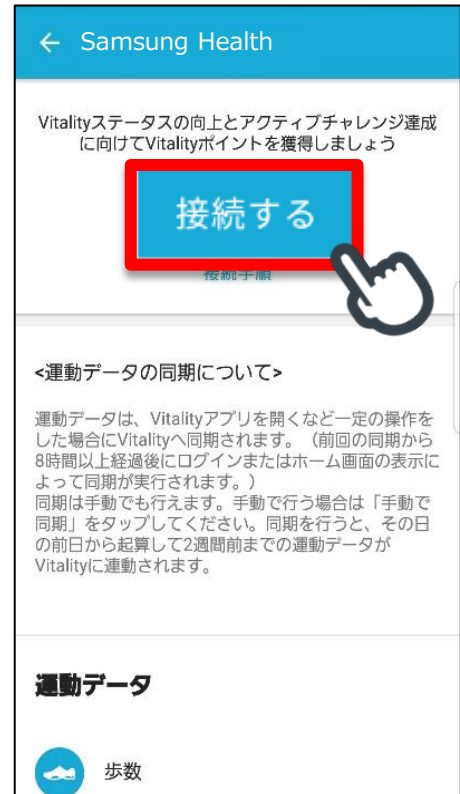 ← Samsung Health
Vitalityステータスの向上とアクティブチャレンジ達成
に向けてVitalityポイントを獲得しましょう
接続する
接続手順
<運動データの同期について>
運動データは、Vitalityアプリを開くなど一定の操作を
した場合にVitalityへ同期されます。（前回の同期から
8時間以上経過後にログインまたはホーム画面の表示に
よって同期が実行されます。）
同期は手動でも行えます。手動で行う場合は「手動で
同期」をタップしてください。同期を行うと、その日
の前日から起算して2週間前までの運動データが
Vitalityに連動されます。
運動データ
歩数